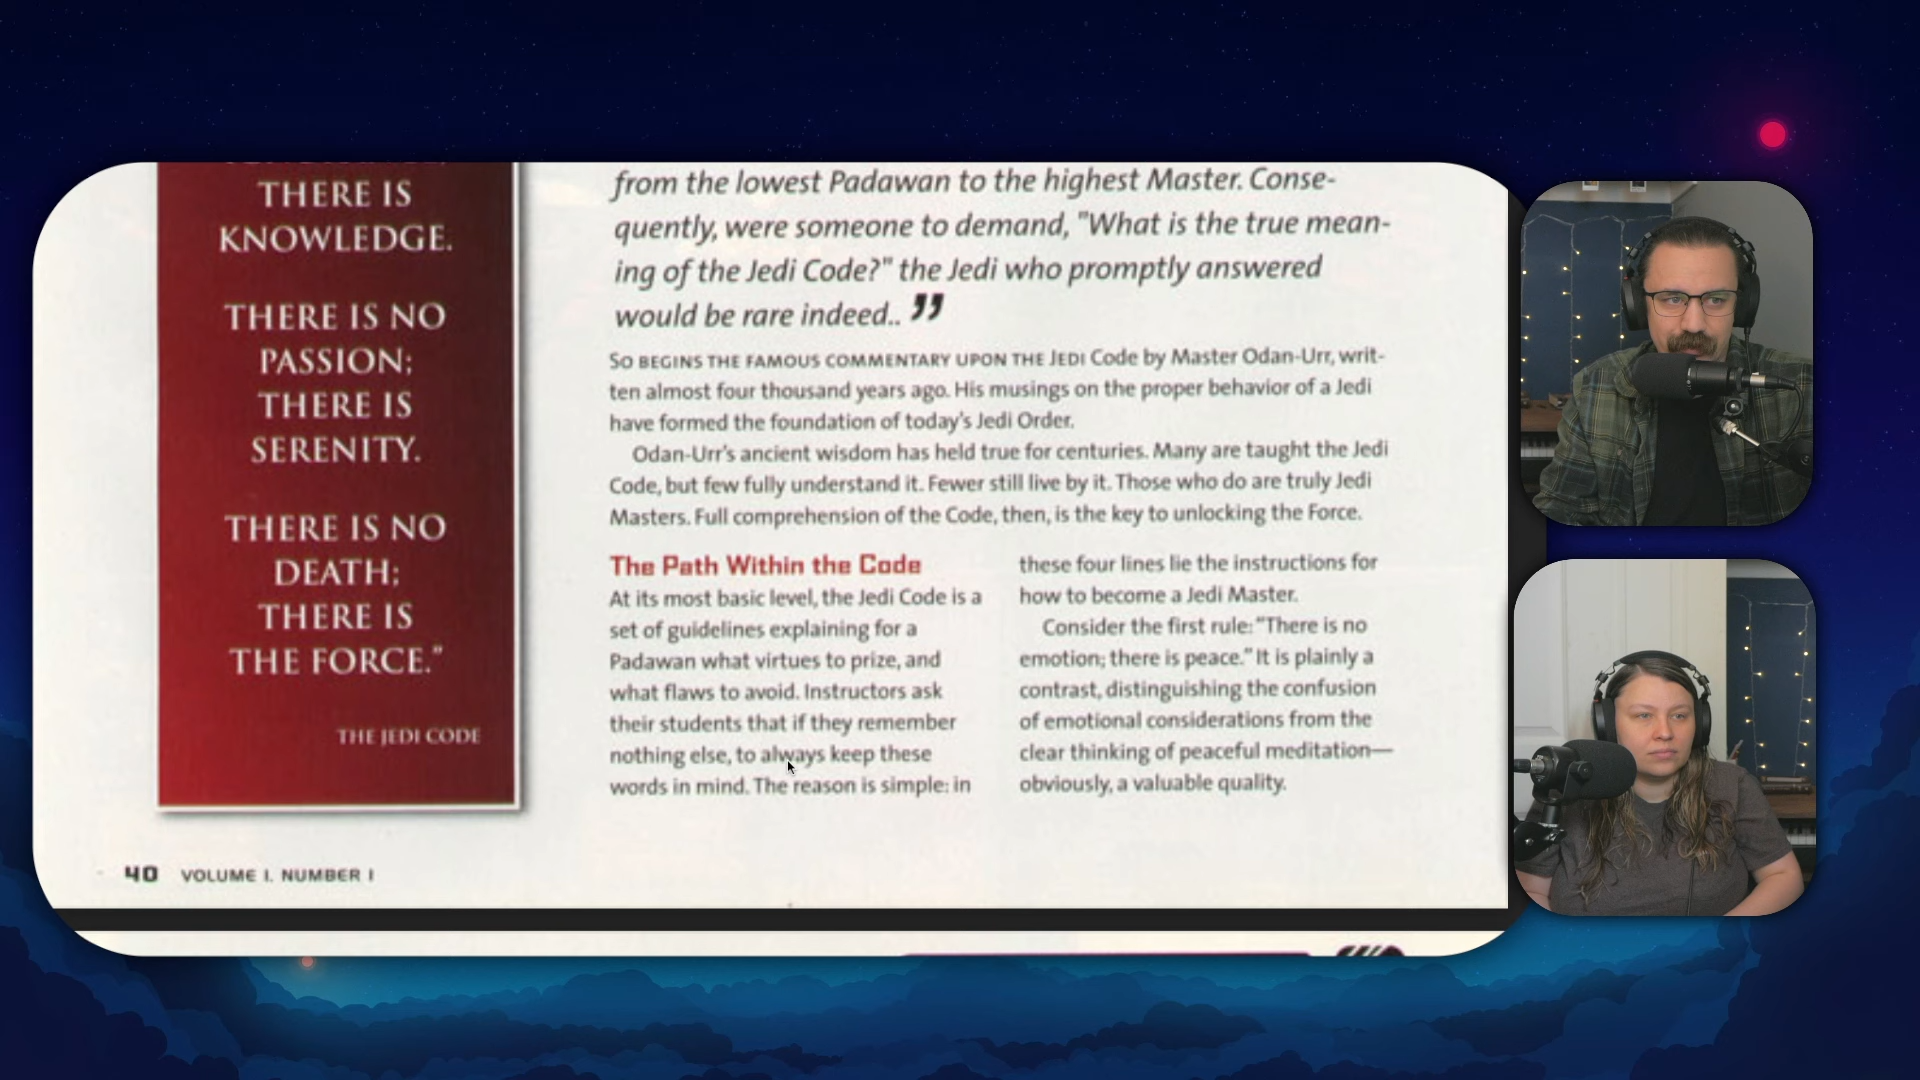 THERE IS
KNOWLEDGE.
THERE IS NO
PASSION;
THERE IS
SERENITY.
THERE IS NO
DEATH;
THERE IS
THE FORCE.”
THE JEDI CODE
from the lowest Padawan to the highest Master. Conse-
quently, were someone to demand, "What is the true mean-
ing of the Jedi Code?" the Jedi who promptly answered
would be rare indeed.. ”
So begins the famous commentary upon the Jedi Code by Master Odan-Urr, writ-
ten almost four thousand years ago. His musings on the proper behavior of a Jedi
have formed the foundation of today's Jedi Order.
Odan-Urr's ancient wisdom has held true for centuries. Many are taught the Jedi
Code, but few fully understand it. Fewer still live by it. Those who do are truly Jedi
Masters. Full comprehension of the Code, then, is the key to unlocking the Force.
The Path Within the Code
At its most basic level, the Jedi Code is a
set of guidelines explaining for a
Padawan what virtues to prize, and
what flaws to avoid. Instructors ask
their students that if they remember
nothing else, to always keep these
words in mind. The reason is simple: in
these four lines lie the instructions for
how to become a Jedi Master.
Consider the first rule: “There is no
emotion; there is peace.” It is plainly a
contrast, distinguishing the confusion
of emotional considerations from the
clear thinking of peaceful meditation—
obviously, a valuable quality.
40 VOLUME I. NUMBER I